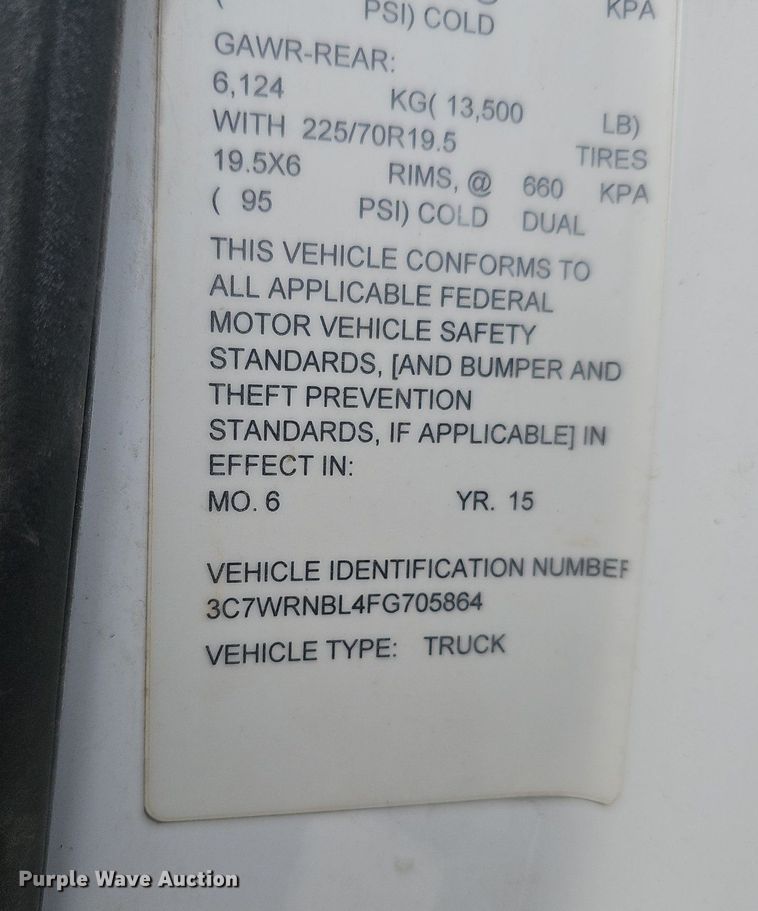 ( PSI) COLD KPA
GAWR-REAR:
6,124 KG( 13,500 LB)
WITH 225/70R19.5 TIRES
19.5X6 RIMS, @ 660 KPA
( 95 PSI) COLD DUAL
THIS VEHICLE CONFORMS TO
ALL APPLICABLE FEDERAL
MOTOR VEHICLE SAFETY
STANDARDS, [AND BUMPER AND
THEFT PREVENTION
STANDARDS, IF APPLICABLE] IN
EFFECT IN:
MO. 6 YR. 15
VEHICLE IDENTIFICATION NUMBER
3C7WRNBL4FG705864
VEHICLE TYPE: TRUCK
Purple Wave Auction